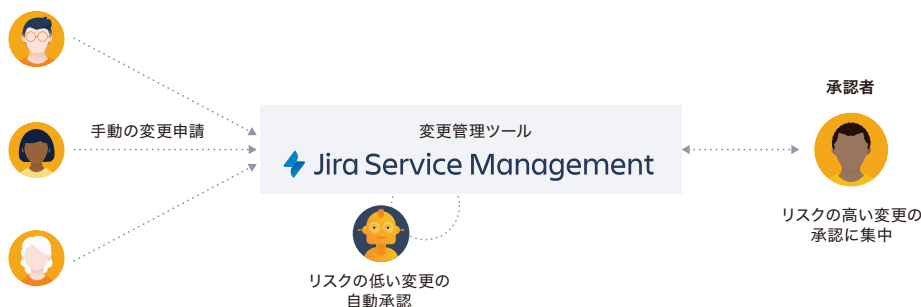 手動の変更申請
変更管理ツール
Jira Service Management
リスクの低い変更の
自動承認
承認者
リスクの高い変更の
承認に集中